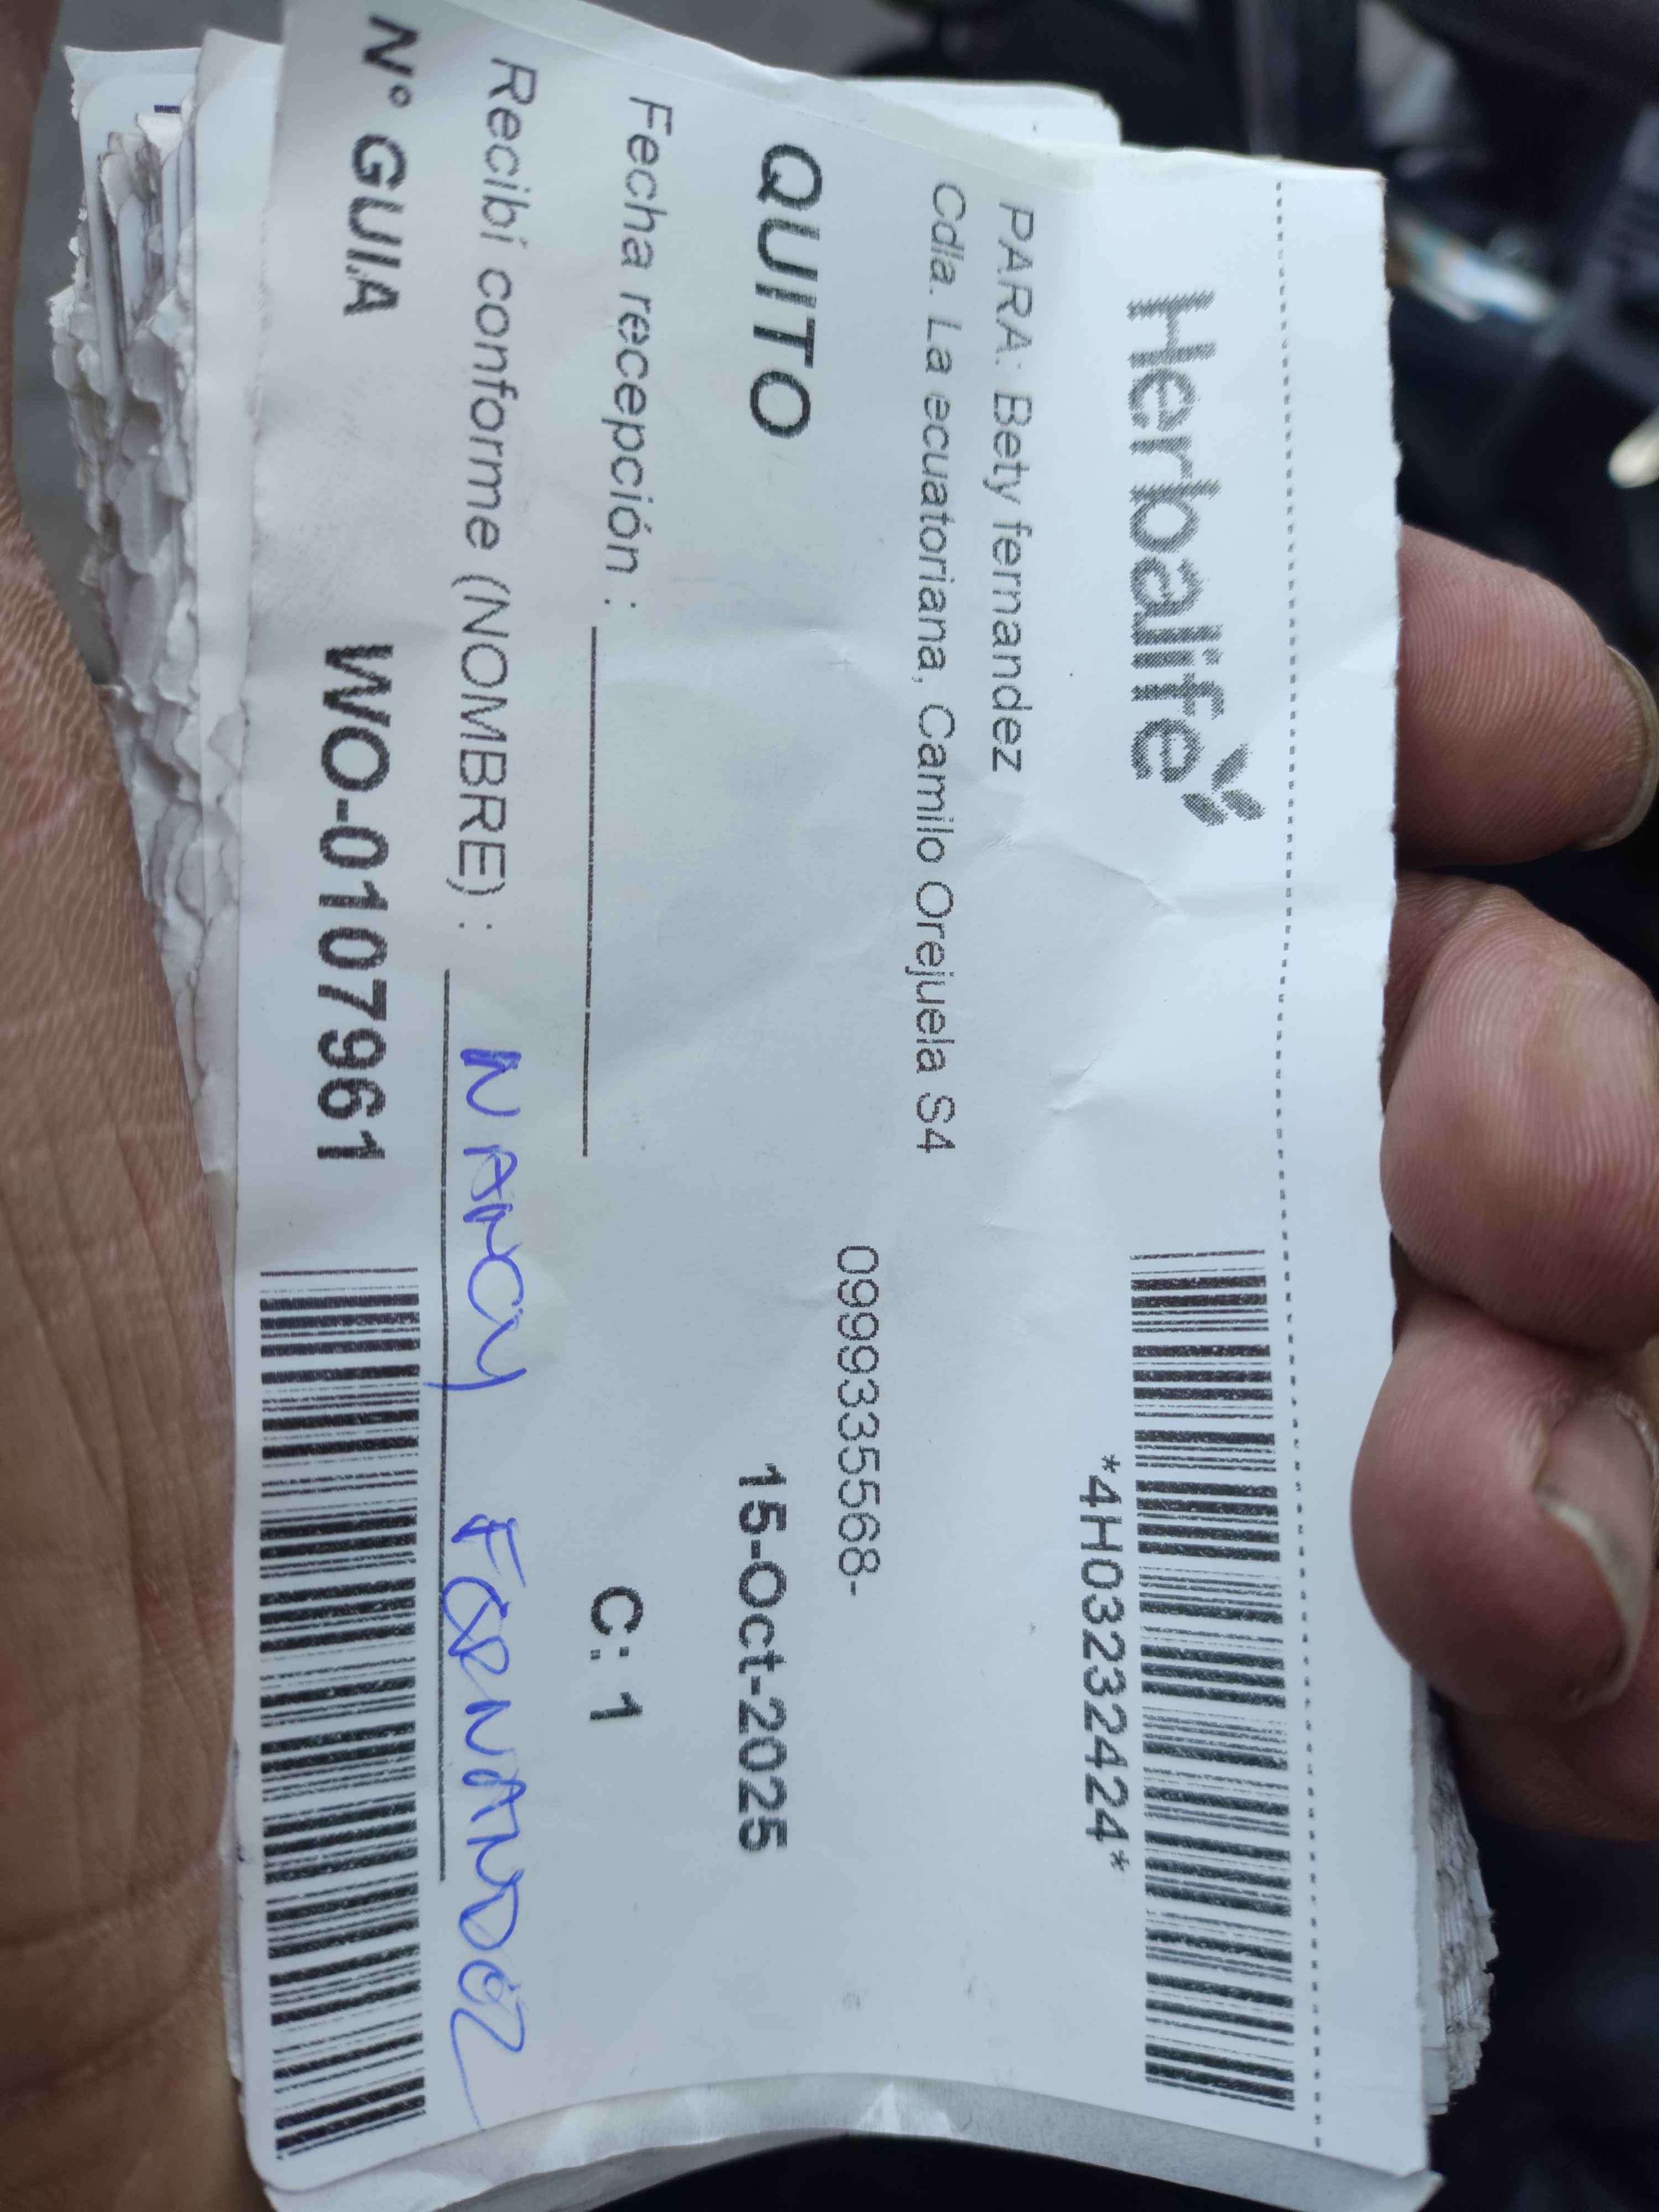 Herbalife
*4H03232424*
PARA: Bety fernandez
Cdla. La ecuatoriana, Camilo Orejuela S4
0999335568-
QUITO 15-Oct-2025
Fecha recepción : C: 1
Recibí conforme (NOMBRE) : NANCY FERNANDEZ
N° GUIA WO-0107961